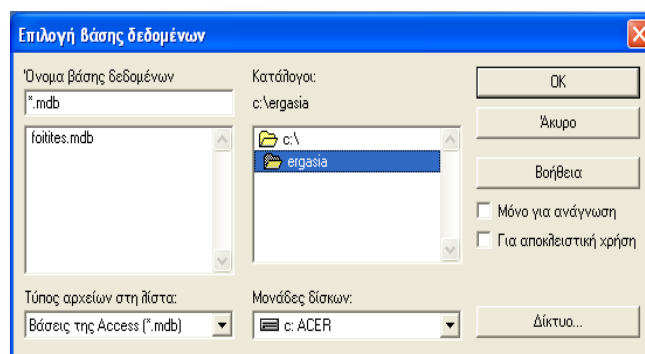 Επιλογή βάσης δεδομένων
Όνομα βάσης δεδομένων
*.mdb
foitites.mdb
Κατάλογοι:
c:\ergasia
c:\
ergasia
OK
Άκυρο
Βοήθεια
Μόνο για ανάγνωση
Για αποκλειστική χρήση
Τύπος αρχείων στη λίστα:
Βάσεις της Access (*.mdb)
Μονάδες δίσκων:
c: ACER
Δίκτυο...